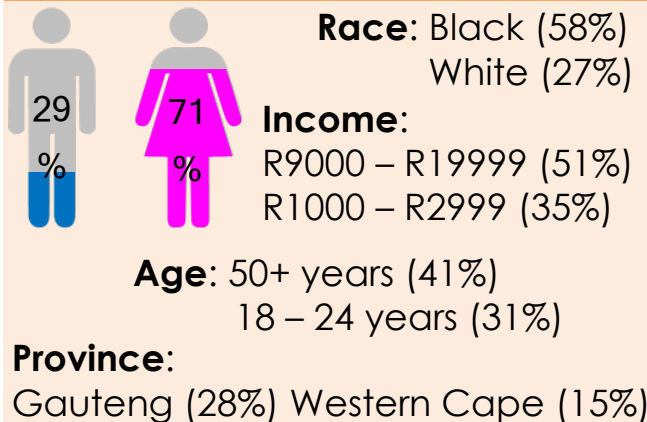 Race: Black (58%)
White (27%)
29
%
71
%
Income:
R9000 – R19999 (51%)
R1000 – R2999 (35%)
Age: 50+ years (41%)
18 – 24 years (31%)
Province:
Gauteng (28%) Western Cape (15%)